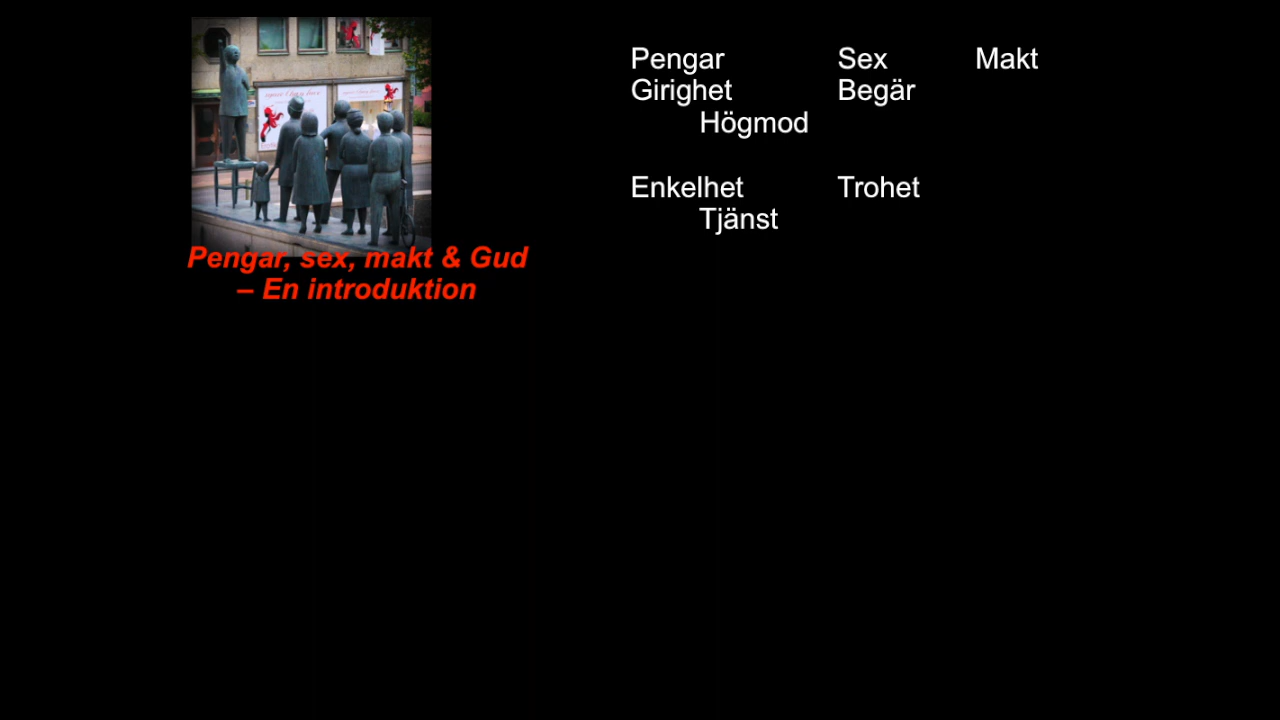 Pengar, sex, makt & Gud
– En introduktion
Pengar Sex Makt
Girighet Begär
Högmod
Enkelhet Trohet
Tjänst